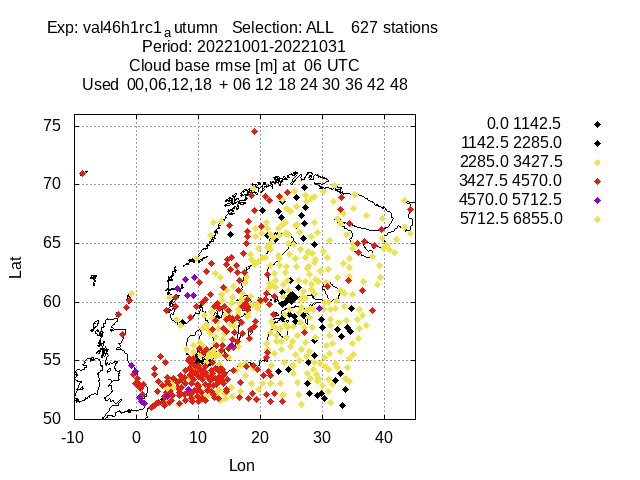 Exp: val46h1rc1 a utumn Selection: ALL 627 stations
Period: 20221001-20221031
Cloud base rmse [m] at 06 UTC
Used 00,06,12,18 + 06 12 18 24 30 36 42 48
75
70
65
60
55
50
Lat
-10 0 10 20 30 40
Lon
0.0 1142.5
1142.5 2285.0
2285.0 3427.5
3427.5 4570.0
4570.0 5712.5
5712.5 6855.0